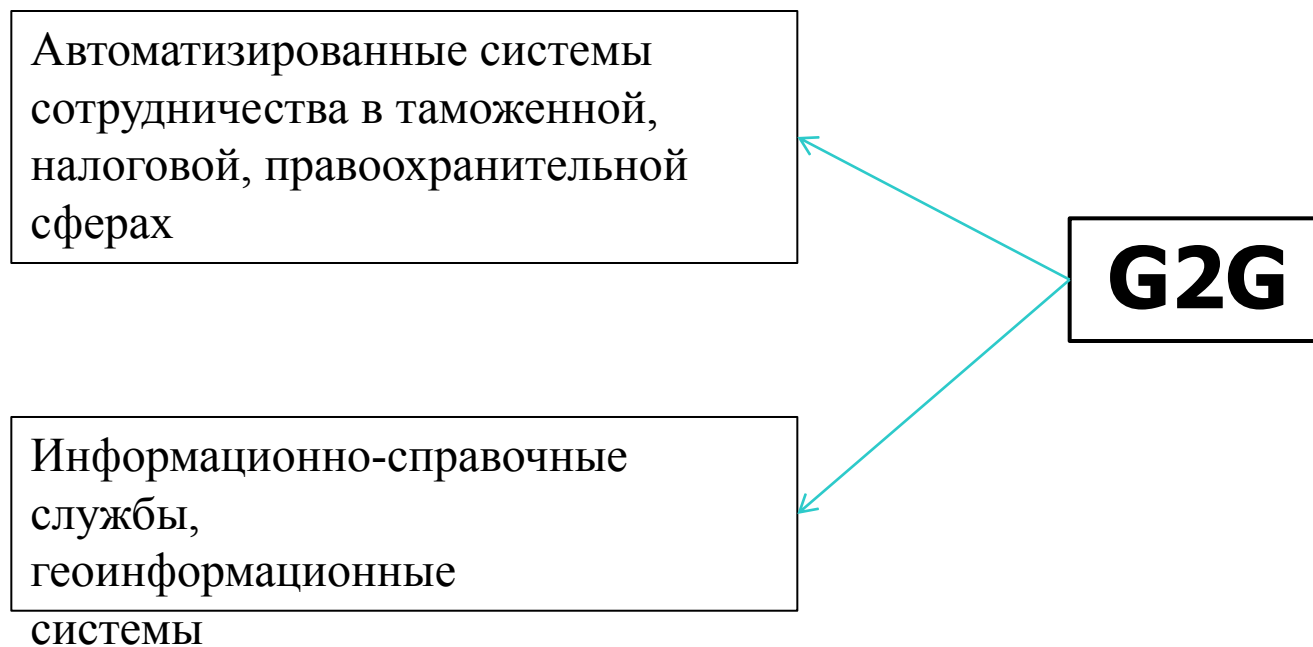 Автоматизированные системы
сотрудничества в таможенной,
налоговой, правоохранительной
сферах
G2G
Информационно-справочные
службы,
геоинформационные
системы